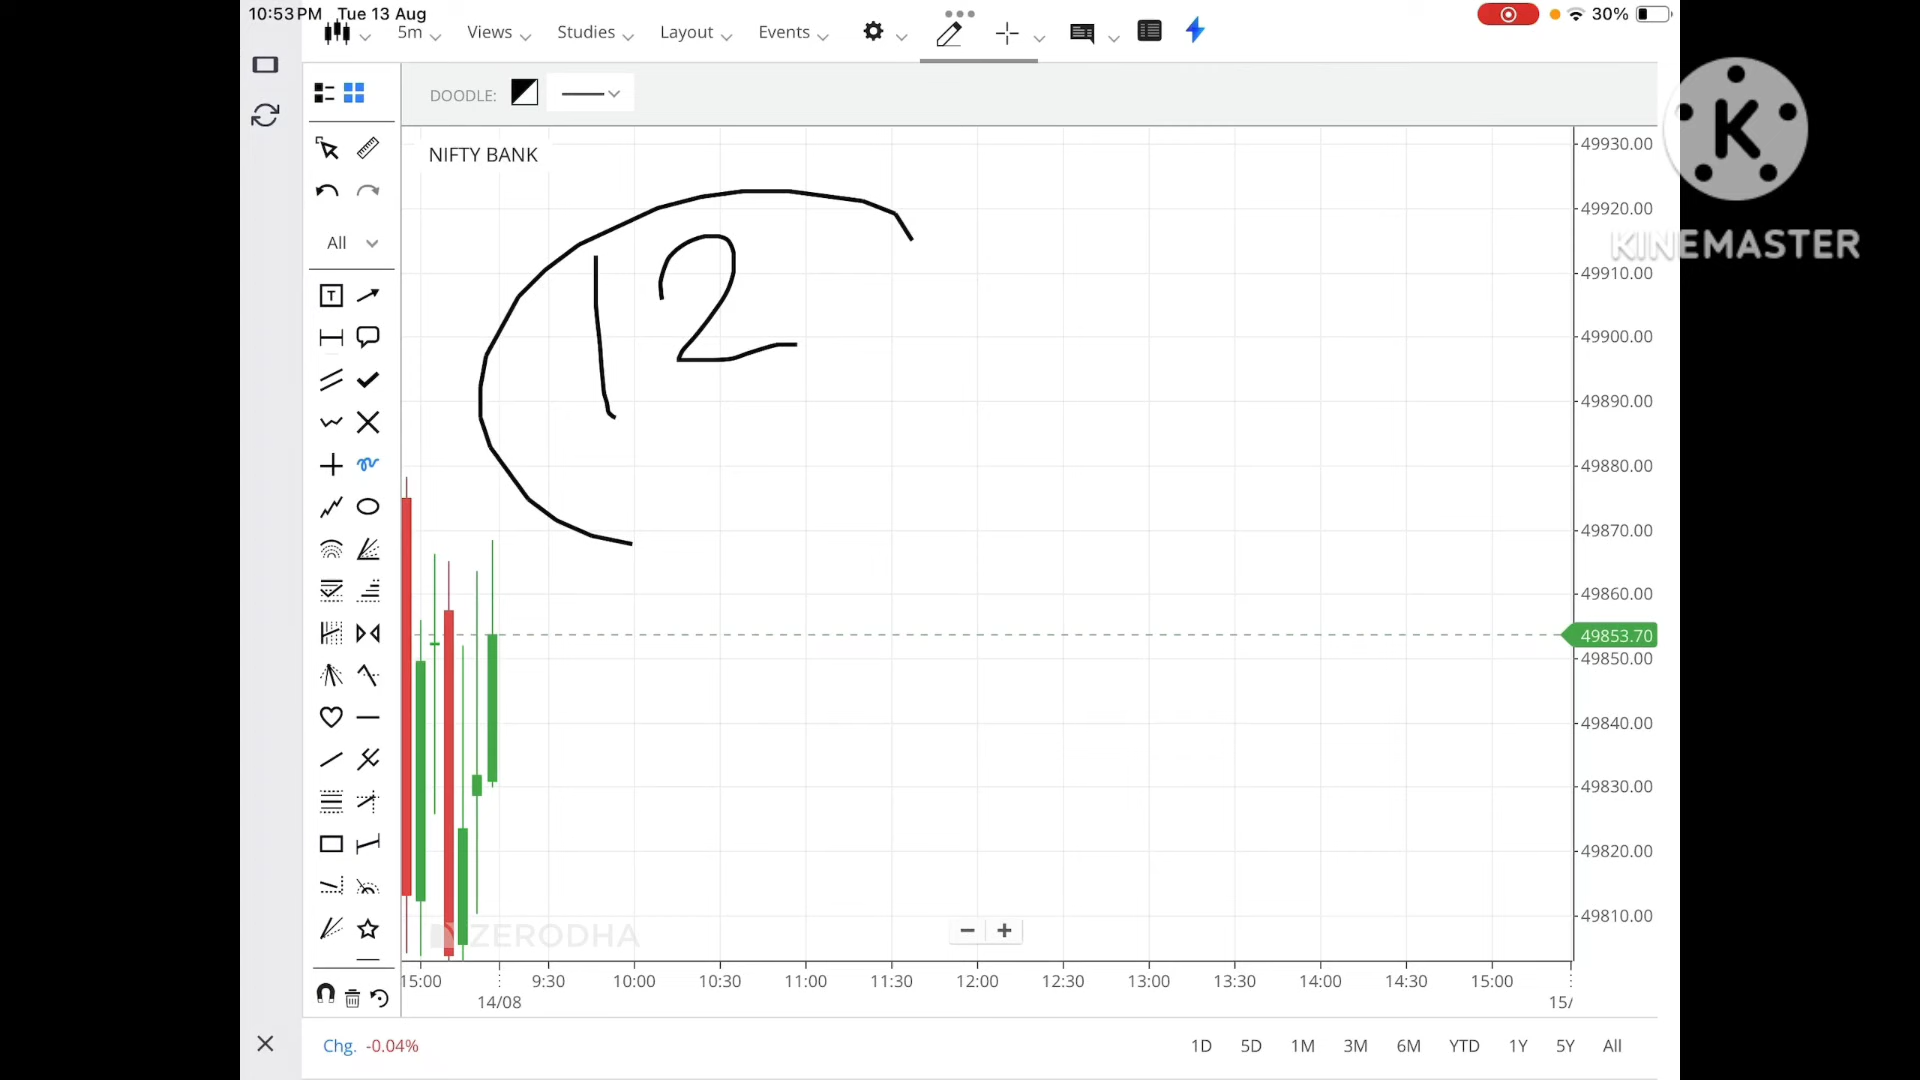 10:53 PM Tue 13 Aug 30%
5m Views Studies Layout Events
DOODLE:
NIFTY BANK
All
T
12
49930.00
49920.00
49910.00
49900.00
49890.00
49880.00
49870.00
49860.00
49853.70
49850.00
49840.00
49830.00
49820.00
49810.00
ZERODHA
− +
15:00 9:30 10:00 10:30 11:00 11:30 12:00 12:30 13:00 13:30 14:00 14:30 15:00
14/08 15/
Chg. -0.04% 1D 5D 1M 3M 6M YTD 1Y 5Y All
K
KINEMASTER